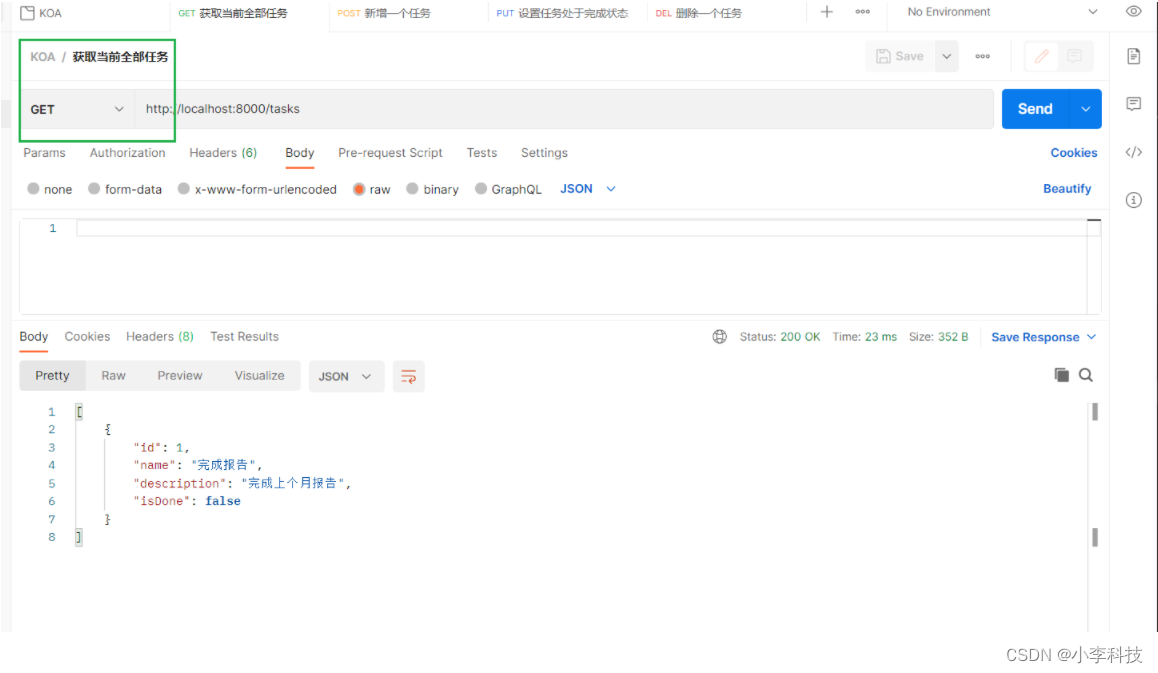 KOA GET 获取当前全部任务 POST 新增一个任务 PUT 设置任务处于完成状态 DEL 删除一个任务 + ooo No Environment
KOA / 获取当前全部任务 Save ooo
GET http://localhost:8000/tasks Send
Params Authorization Headers (6) Body Pre-request Script Tests Settings Cookies
none form-data x-www-form-urlencoded raw binary GraphQL JSON Beautify
1
Body Cookies Headers (8) Test Results Status: 200 OK Time: 23 ms Size: 352 B Save Response
Pretty Raw Preview Visualize JSON
1 [
2 {
3 "id": 1,
4 "name": "完成报告",
5 "description": "完成上个月报告",
6 "isDone": false
7 }
8 ]
CSDN @小李科技